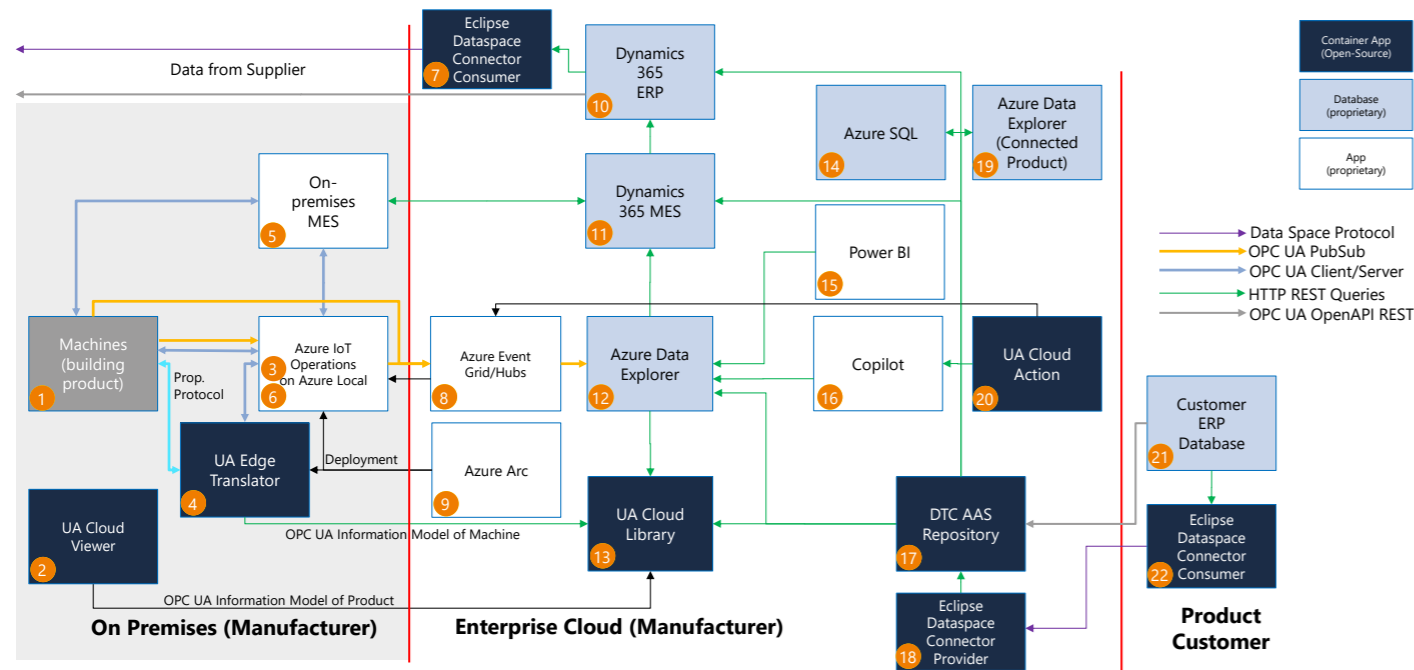 Eclipse
Dataspace
Connector
Consumer
7
Data from Supplier
Dynamics
365
ERP
10
Azure SQL
14
Azure Data
Explorer
(Connected
Product)
19
Container App
(Open-Source)
Database
(proprietary)
App
(proprietary)
On-
premises
MES
5
Dynamics
365 MES
11
Power BI
15
Data Space Protocol
OPC UA PubSub
OPC UA Client/Server
HTTP REST Queries
OPC UA OpenAPI REST
Machines
(building
product)
1
Prop.
Protocol
Azure IoT
Operations
on Azure Local
3
6
Azure Event
Grid/Hubs
8
Azure Data
Explorer
12
Copilot
16
UA Cloud
Action
20
Customer
ERP
Database
21
UA Edge
Translator
4
Deployment
Azure Arc
9
UA Cloud
Library
13
DTC AAS
Repository
17
Eclipse
Dataspace
Connector
Consumer
22
UA Cloud
Viewer
2
OPC UA Information Model of Machine
OPC UA Information Model of Product
Eclipse
Dataspace
Connector
Provider
18
On Premises (Manufacturer)
Enterprise Cloud (Manufacturer)
Product
Customer